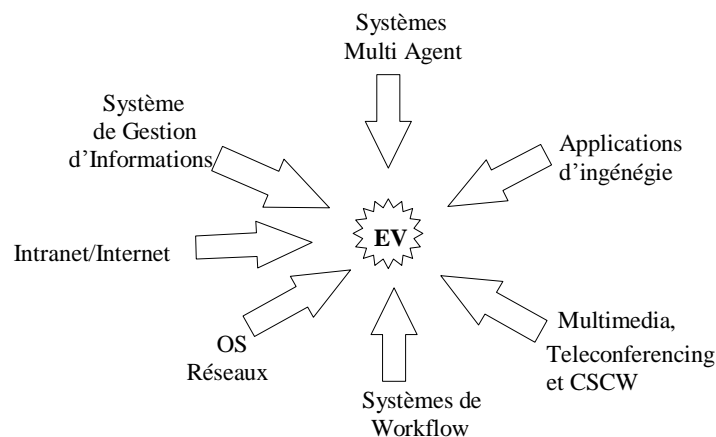 Systèmes
Multi Agent
Système
de Gestion
d'Informations
Applications
d'ingénégie
EV
Intranet/Internet
OS
Réseaux
Multimedia,
Teleconferencing
et CSCW
Systèmes de
Workflow